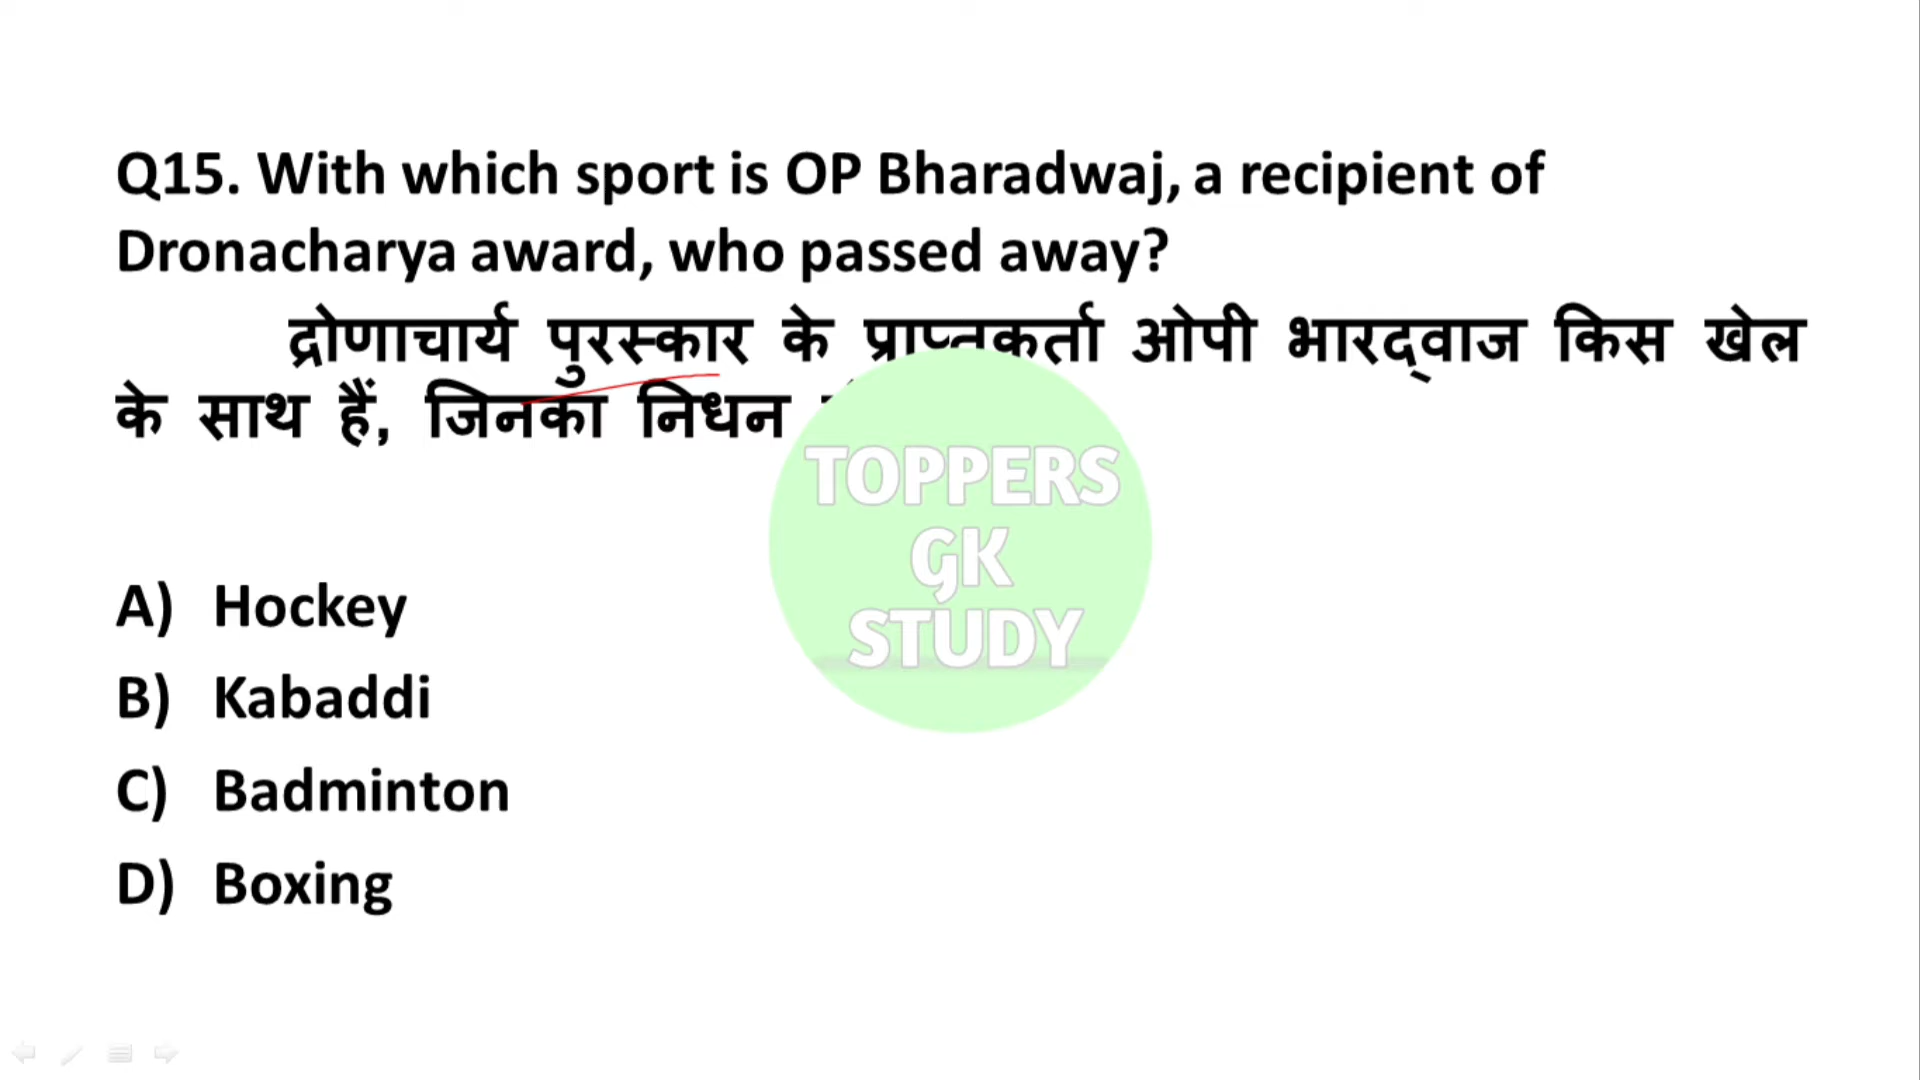 Q15. With which sport is OP Bharadwaj, a recipient of
Dronacharya award, who passed away?
द्रोणाचार्य पुरस्कार के प्राप्तकर्ता ओपी भारद्वाज किस खेल
के साथ हैं, जिनका निधन
TOPPERS
GK
STUDY
A) Hockey
B) Kabaddi
C) Badminton
D) Boxing